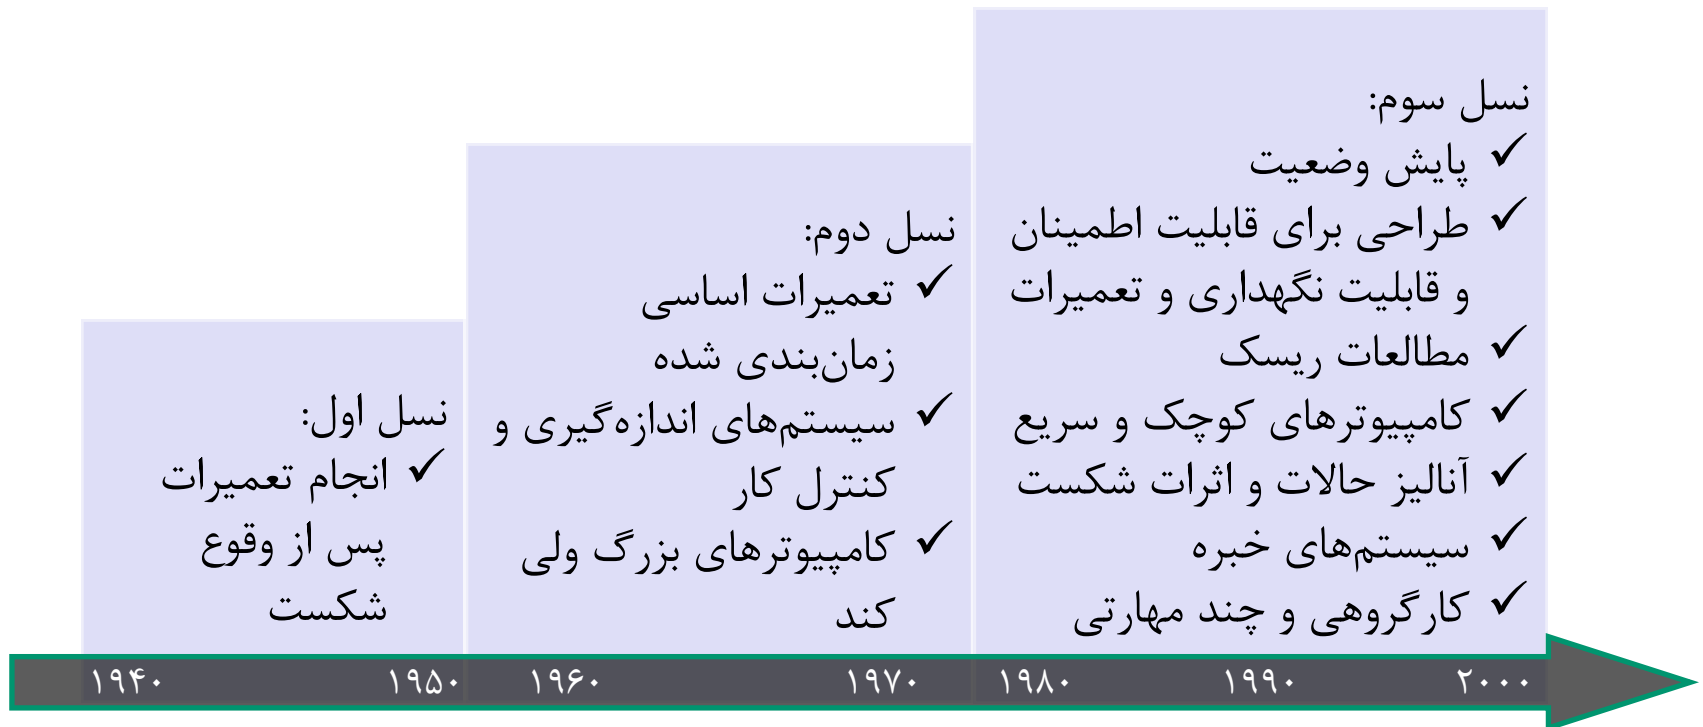 نسل اول:
✓ انجام تعمیرات
پس از وقوع
شکست
نسل دوم:
✓ تعمیرات اساسی
زمان‌بندی شده
✓ سیستم‌های اندازه‌گیری و
کنترل کار
✓ کامپیوترهای بزرگ ولی
کند
نسل سوم:
✓ پایش وضعیت
✓ طراحی برای قابلیت اطمینان
و قابلیت نگهداری و تعمیرات
✓ مطالعات ریسک
✓ کامپیوترهای کوچک و سریع
✓ آنالیز حالات و اثرات شکست
✓ سیستم‌های خبره
✓ کارگروهی و چند مهارتی
۱۹۴۰ ۱۹۵۰ ۱۹۶۰ ۱۹۷۰ ۱۹۸۰ ۱۹۹۰ ۲۰۰۰